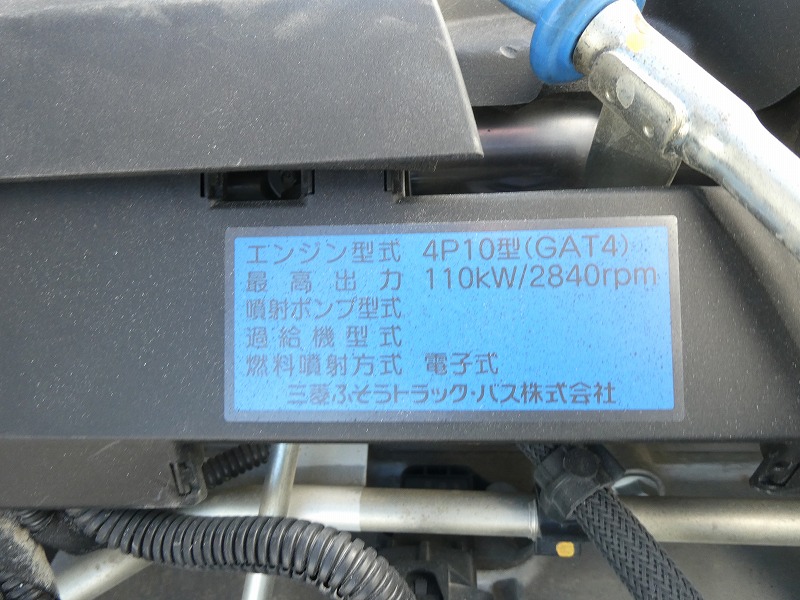 エンジン型式 4P10型(GAT4)
最高出力 110kW/2840rpm
噴射ポンプ型式
過給機型式
燃料噴射方式 電子式
三菱ふそうトラック・バス株式会社